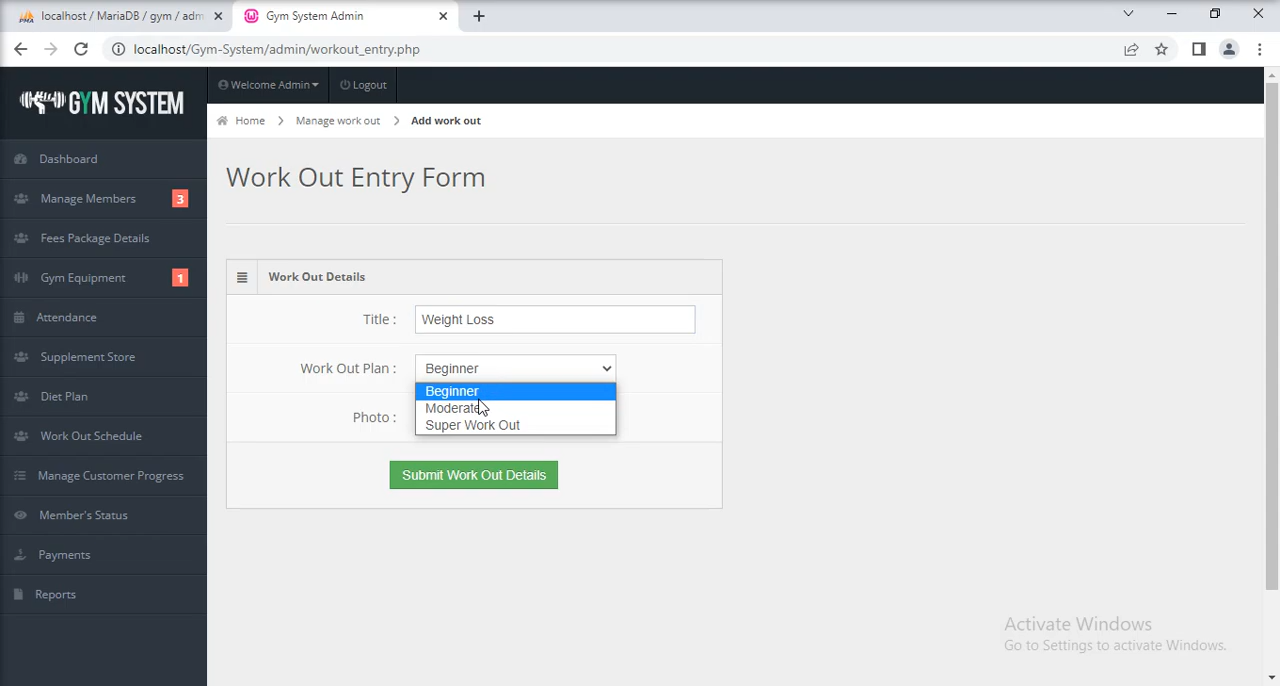 localhost / MariaDB / gym / adm
Gym System Admin
localhost/Gym-System/admin/workout_entry.php
GYM SYSTEM
Welcome Admin
Logout
Home
Manage work out
Add work out
Dashboard
Manage Members
3
Fees Package Details
Gym Equipment
1
Attendance
Supplement Store
Diet Plan
Work Out Schedule
Manage Customer Progress
Member's Status
Payments
Reports
Work Out Entry Form
Work Out Details
Title :
Weight Loss
Work Out Plan :
Beginner
Beginner
Moderate
Super Work Out
Photo :
Submit Work Out Details
Activate Windows
Go to Settings to activate Windows.